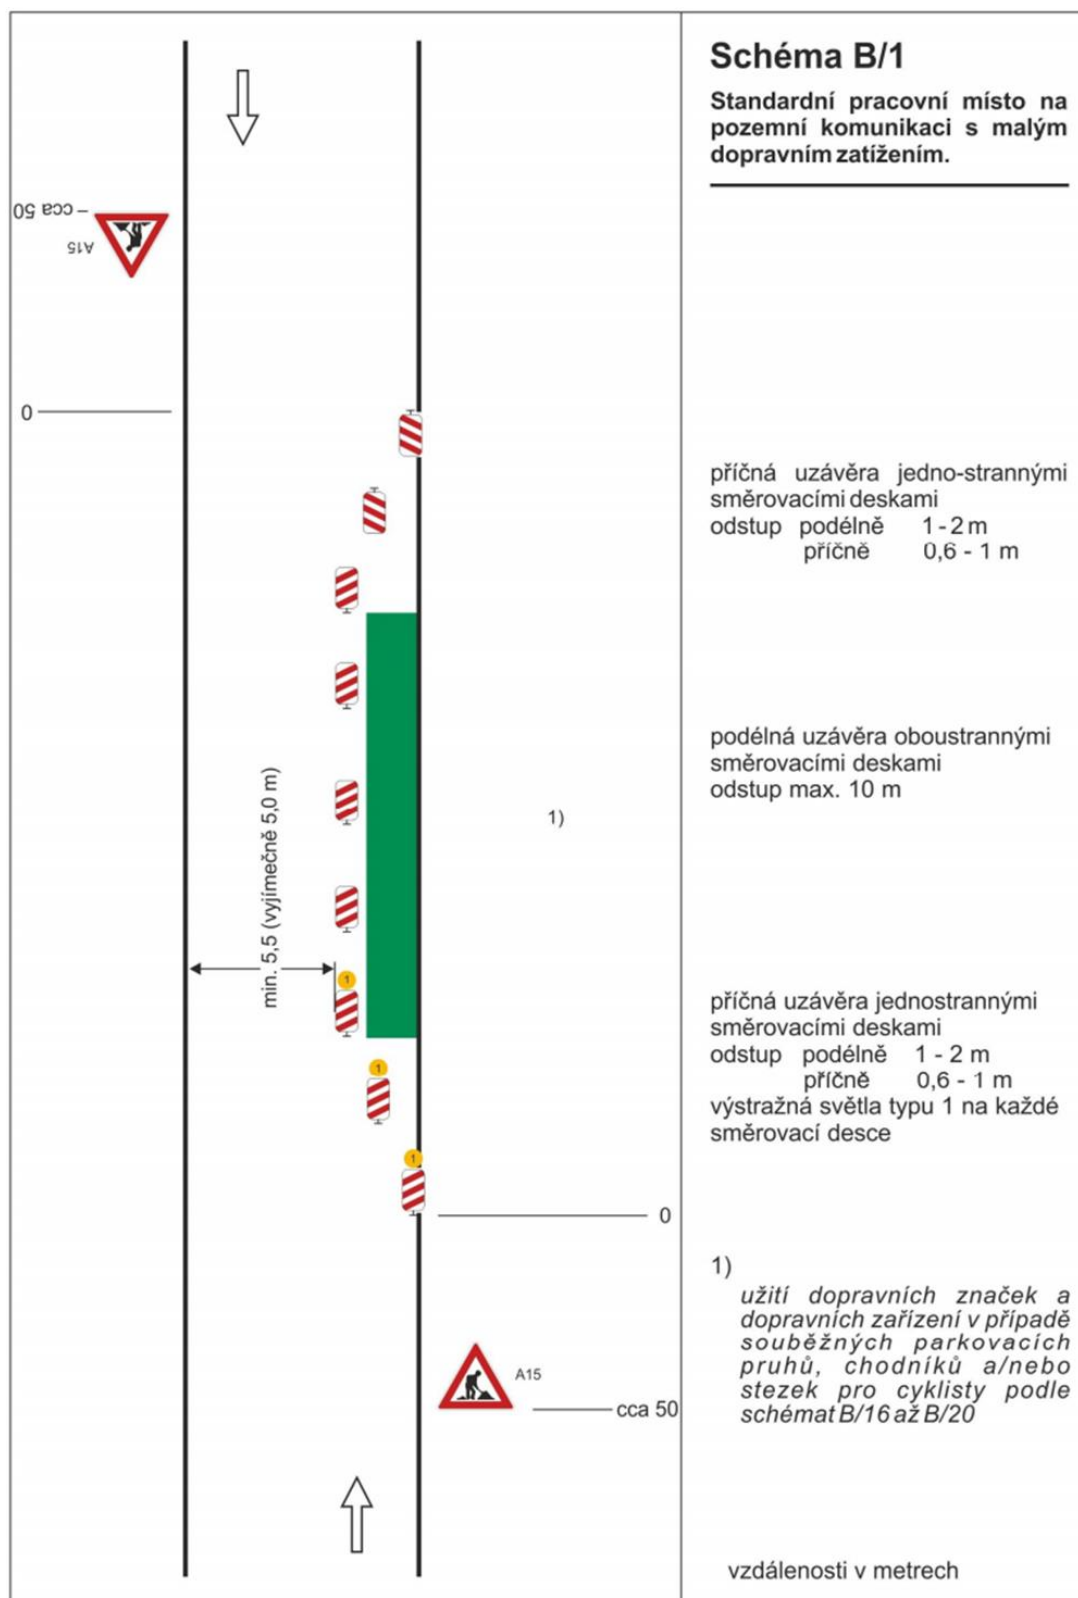 Schéma B/1
Standardní pracovní místo na
pozemní komunikaci s malým
dopravním zatížením.
cca 50
A15
0
příčná uzávěra jedno-strannými
směrovacími deskami
odstup podélně 1 - 2 m
příčně 0,6 - 1 m
podélná uzávěra oboustrannými
směrovacími deskami
odstup max. 10 m
1)
min. 5,5 (vyjímečně 5,0 m)
1
příčná uzávěra jednostrannými
směrovacími deskami
odstup podélně 1 - 2 m
příčně 0,6 - 1 m
výstražná světla typu 1 na každé
směrovací desce
1
1
0
1)
užití dopravních značek a
dopravních zařízení v případě
souběžných parkovacích
pruhů, chodníků a/nebo
stezek pro cyklisty podle
schémat B/16 až B/20
A15
cca 50
vzdálenosti v metrech